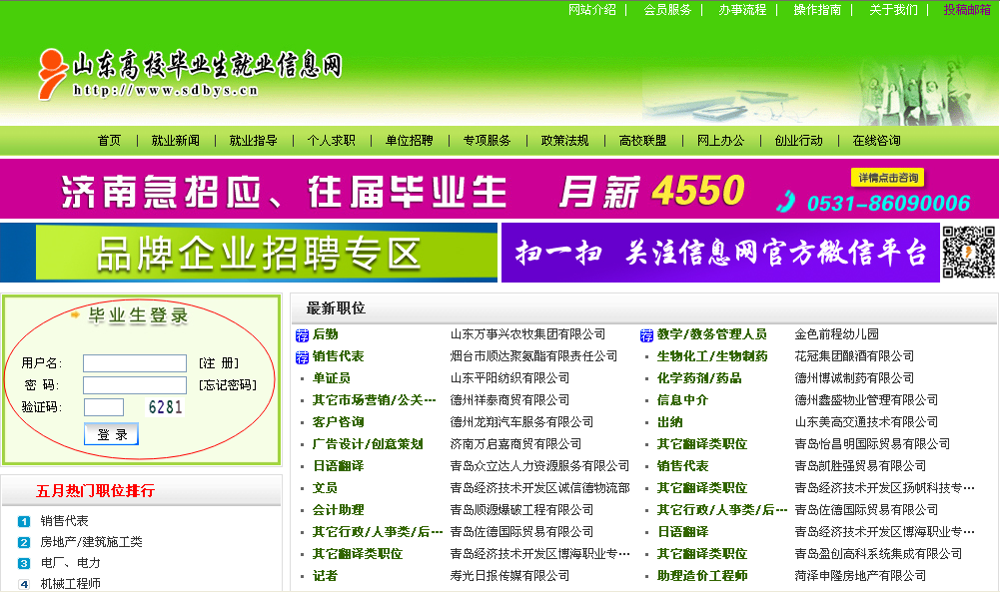 网站介绍 | 会员服务 | 办事流程 | 操作指南 | 关于我们 | 投稿邮箱
山东高校毕业生就业信息网
http://www.sdbys.cn
首页 | 就业新闻 | 就业指导 | 个人求职 | 单位招聘 | 专项服务 | 政策法规 | 高校联盟 | 网上办公 | 创业行动 | 在线咨询
济南急招应、往届毕业生 月薪4550 详情点击咨询
0531-86090006
品牌企业招聘专区 扫一扫 关注信息网官方微信平台
毕业生登录
用户名: [注 册]
密 码: [忘记密码]
验证码: 6281
登 录
五月热门职位排行
1 销售代表
2 房地产/建筑施工类
3 电厂、电力
4 机械工程师
最新职位
荐 后勤 山东万事兴农牧集团有限公司 荐 教学/教务管理人员 金色前程幼儿园
荐 销售代表 烟台市顺达聚氨酯有限责任公司 · 生物化工/生物制药 花冠集团酿酒有限公司
· 单证员 山东平阳纺织有限公司 · 化学药剂/药品 德州博诚制药有限公司
· 其它市场营销/公关… 德州祥泰商贸有限公司 · 信息中介 德州鑫盛物业管理有限公司
· 客户咨询 德州龙翔汽车服务有限公司 · 出纳 山东美高交通技术有限公司
· 广告设计/创意策划 济南万启嘉商贸有限公司 · 其它翻译类职位 青岛怡昌明国际贸易有限公司
· 日语翻译 青岛众立达人力资源服务有限公司 · 销售代表 青岛凯胜强贸易有限公司
· 文员 青岛经济技术开发区诚信德物流部 · 其它翻译类职位 青岛经济技术开发区扬帆科技专…
· 会计助理 青岛顺源爆破工程有限公司 · 其它行政/人事类/后… 青岛佐德国际贸易有限公司
· 其它行政/人事类/后… 青岛佐德国际贸易有限公司 · 日语翻译 青岛经济技术开发区博海职业专…
· 其它翻译类职位 青岛经济技术开发区博海职业专… · 其它翻译类职位 青岛盈创高科系统集成有限公司
· 记者 寿光日报传媒有限公司 · 助理造价工程师 菏泽申隆房地产有限公司